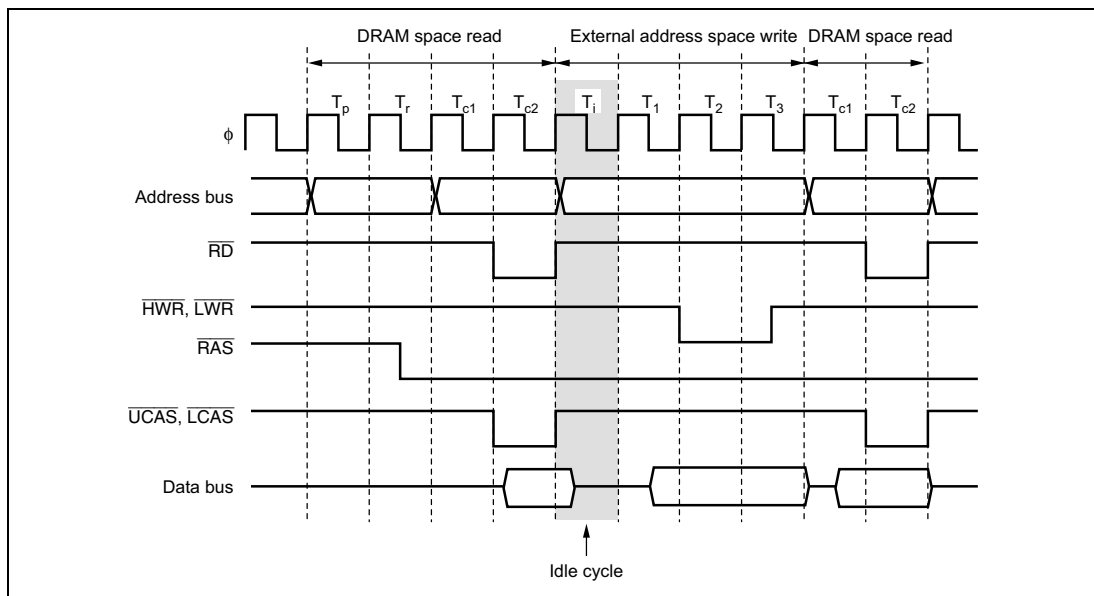 DRAM space read External address space write DRAM space read
Tp Tr Tc1 Tc2 Ti T1 T2 T3 Tc1 Tc2
ϕ
Address bus
RD
HWR, LWR
RAS
UCAS, LCAS
Data bus
Idle cycle